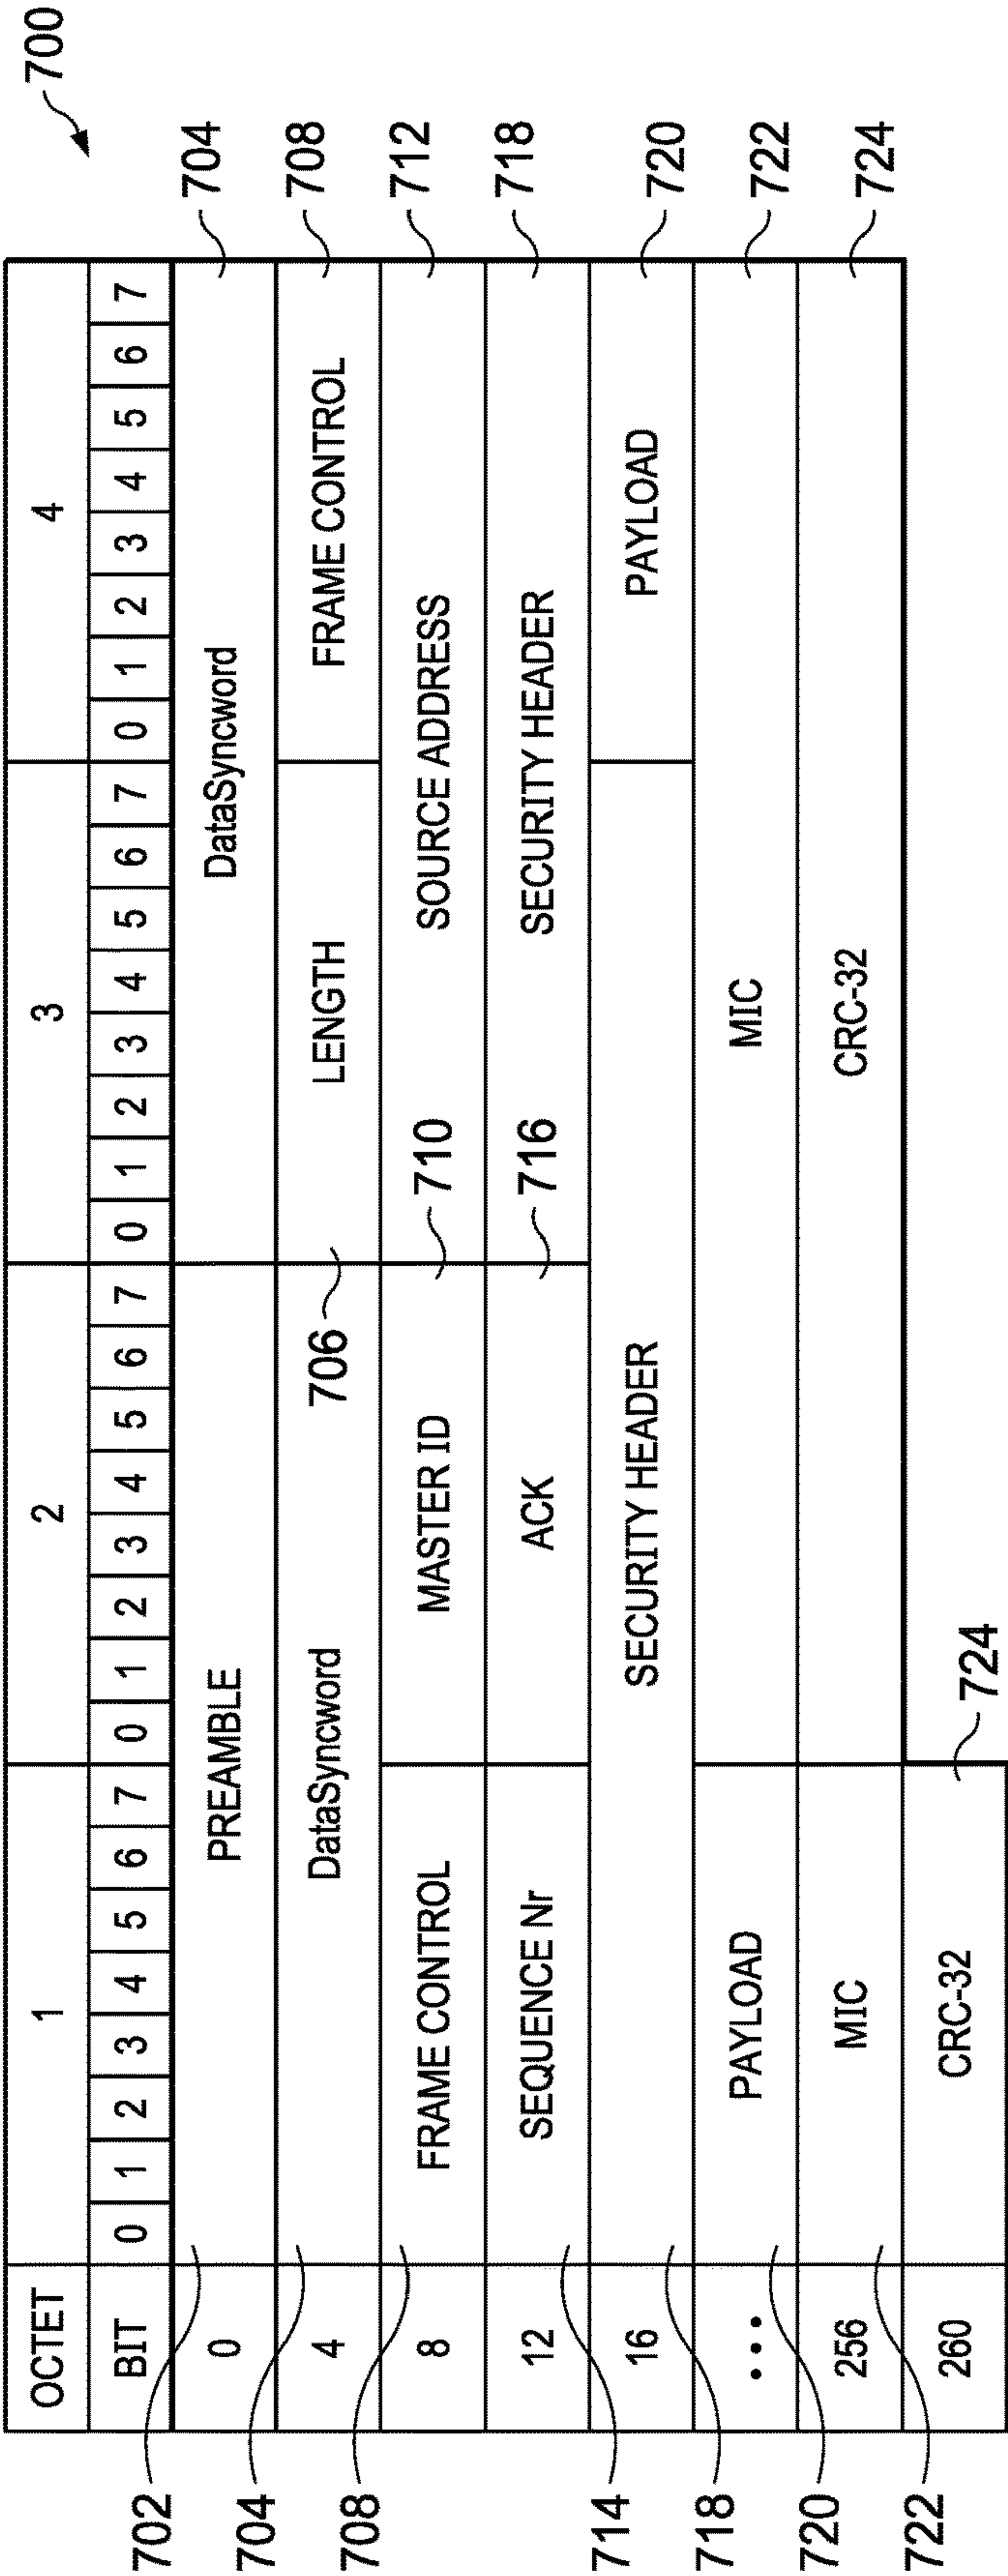 700
OCTET 1 2 3 4
BIT 0 1 2 3 4 5 6 7 0 1 2 3 4 5 6 7 0 1 2 3 4 5 6 7 0 1 2 3 4 5 6 7
702 0 PREAMBLE DataSyncword 704
704 4 DataSyncword 706 LENGTH FRAME CONTROL 708
708 8 FRAME CONTROL MASTER ID 710 SOURCE ADDRESS 712
714 12 SEQUENCE Nr ACK 716 SECURITY HEADER 718
718 16 SECURITY HEADER PAYLOAD 720
720 ... PAYLOAD MIC 722
722 256 MIC CRC-32 724
260 CRC-32 724